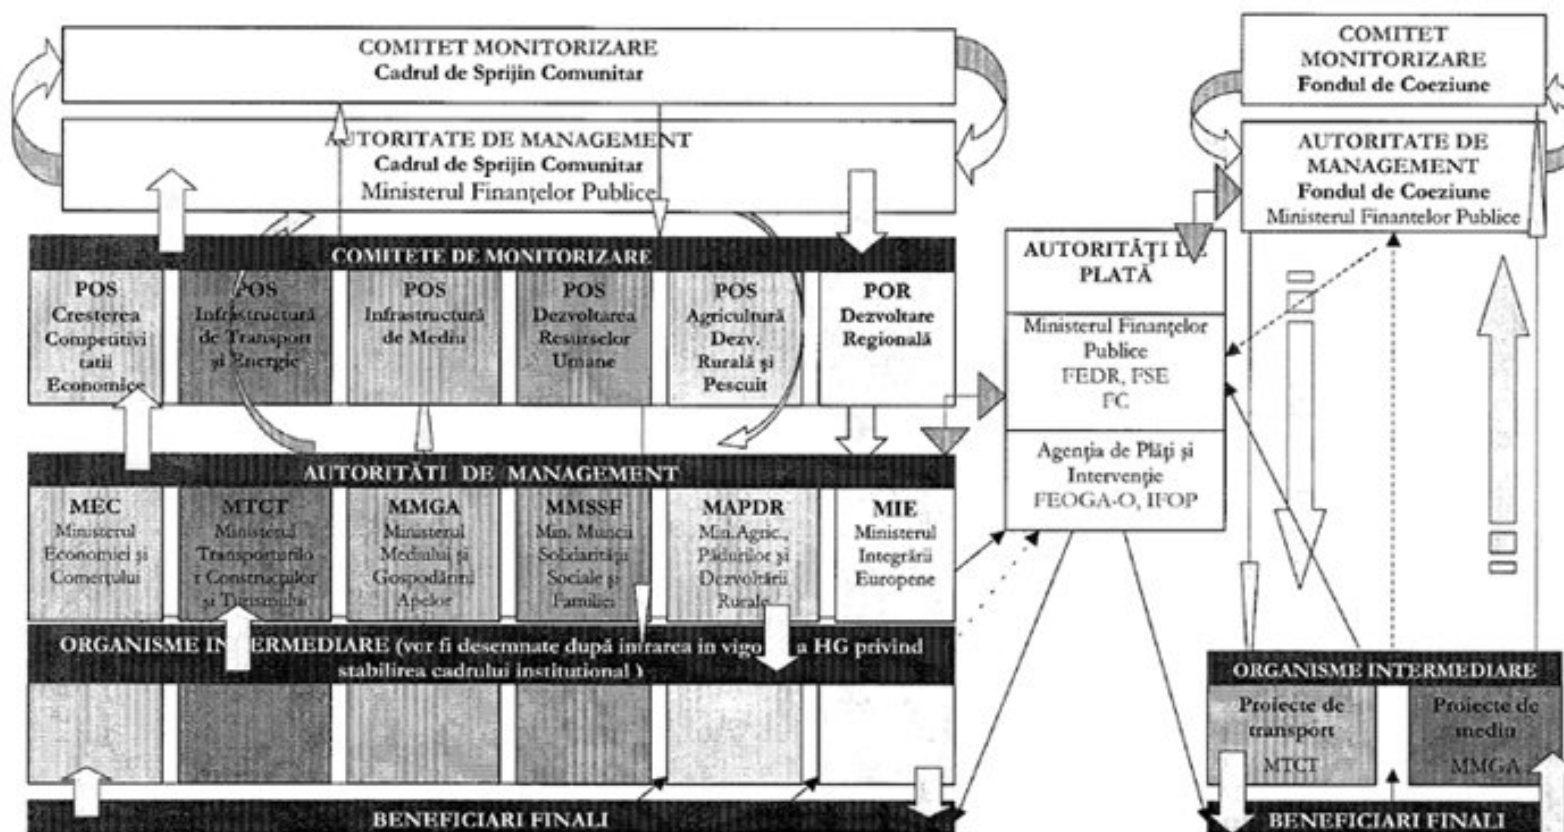 COMITET MONITORIZARE
Cadrul de Sprijin Comunitar
AUTORITATE DE MANAGEMENT
Cadrul de Sprijin Comunitar
Ministerul Finanțelor Publice
COMITETE DE MONITORIZARE
POS
Cresterea
Competitivi
tatii
Economice
POS
Infrastructură
de Transport
și Energie
POS
Infrastructură
de Mediu
POS
Dezvoltarea
Resurselor
Umane
POS
Agricultură
Dezv.
Rurală și
Pescuit
POR
Dezvoltare
Regională
AUTORITĂȚI DE MANAGEMENT
MEC
Ministerul
Economiei și
Comerțului
MTCT
Ministerul
Transporturilo
r Construcțiilor
și Turismului
MMGA
Ministerul
Mediului și
Gospodăririi
Apelor
MMSSF
Min. Muncii
Solidarității
Sociale și
Familiei
MAPDR
Min.Agric.,
Pădurilor și
Dezvoltării
Rurale
MIE
Ministerul
Integrării
Europene
ORGANISME INTERMEDIARE (vor fi desemnate după intrarea in vigo a HG privind
stabilirea cadrului institutional )
BENEFICIARI FINALI
AUTORITĂȚI DE
PLATĂ
Ministerul Finanțelor
Publice
FEDR, FSE
FC
Agenția de Plăți și
Intervenție
FEOGA-O, IFOP
COMITET
MONITORIZARE
Fondul de Coeziune
AUTORITATE DE
MANAGEMENT
Fondul de Coeziune
Ministerul Finantelor Publice
ORGANISME INTERMEDIARE
Proiecte de
transport
MTCT
Proiecte de
mediu
MMGA
BENEFICIARI FINALI